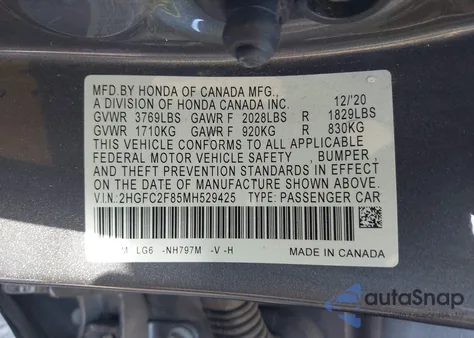 MFD.BY HONDA OF CANADA MFG.,
A DIVISION OF HONDA CANADA INC. 12/'20
GVWR 3769LBS GAWR F 2028LBS R 1829LBS
GVWR 1710KG GAWR F 920KG R 830KG
THIS VEHICLE CONFORMS TO ALL APPLICABLE
FEDERAL MOTOR VEHICLE SAFETY , BUMPER ,
AND THEFT PREVENTION STANDARDS IN EFFECT
ON THE DATE OF MANUFACTURE SHOWN ABOVE.
V.I.N.:2HGFC2F85MH529425 TYPE: PASSENGER CAR
M LG6 -NH797M -V -H MADE IN CANADA
autoSnap